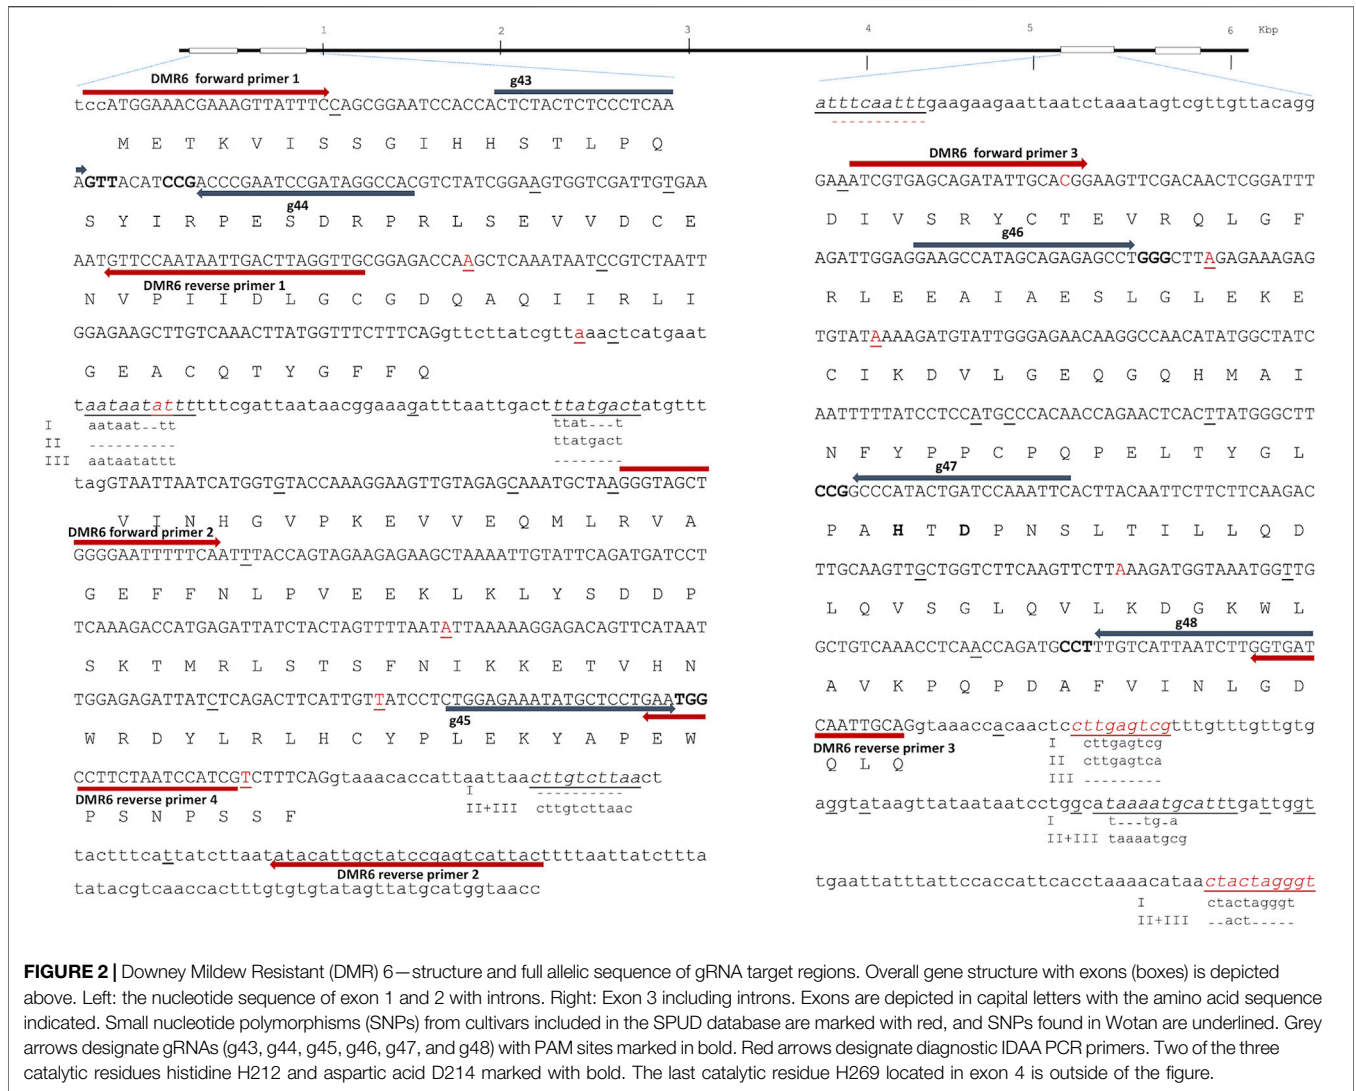 1 2 3 4 5 6 Kbp
DMR6 forward primer 1 g43
tccATGGAAACGAAAGTTATTTCCAGCGGAATCCACCACTCTACTCTCCCTCAA
M E T K V I S S G I H H S T L P Q
AGTTACATCCGACCCGAATCCGATAGGCCACGTCTATCGGAAGTGGTCGATTGTGAA
g44
S Y I R P E S D R P R L S E V V D C E
AATGTTCCAATAATTGACTTAGGTTGCGGAGACCAAGCTCAAATAATCCGTCTAATT
DMR6 reverse primer 1
N V P I I D L G C G D Q A Q I I R L I
GGAGAAGCTTGTCAAACTTATGGTTTCTTTCAGgttcttatcgttaaactcatgaat
G E A C Q T Y G F F Q
taataatatttttttcgattaataacggaaagatttaattgactttatgactatgttt
I aataat..tt ttat---t
II ---------- ttatgact
III aataatattt --------
tagGTAATTAATCATGGTGTACCAAAGGAAGTTGTAGAGCAAATGCTAAGGGTAGCT
V I N H G V P K E V V E Q M L R V A
DMR6 forward primer 2
GGGGAATTTTTCAATTTACCAGTAGAAGAGAAGCTAAAATTGTATTCAGATGATCCT
G E F F N L P V E E K L K L Y S D D P
TCAAAGACCATGAGATTATCTACTAGTTTTAATATTAAAAAGGAGACAGTTCATAAT
S K T M R L S T S F N I K K E T V H N
TGGAGAGATTATCTCAGACTTCATTGTTATCCTCTGGAGAAATATGCTCCTGAATGG
g45
W R D Y L R L H C Y P L E K Y A P E W
CCTTCTAATCCATCGTCTTTCAGgtaaacaccattaattaacttgtcttaact
DMR6 reverse primer 4 I ----------
II+III cttgtcttaac
P S N P S S F
tactttcattatcttaatatacattgctatccgagtcattacttttaattatcttta
DMR6 reverse primer 2
tatacgtcaaccactttgtgtgtatagttatgcatggtaacc
atttcaatttgaagaagaattaatctaaatagtcgttgttacagg
-----------
DMR6 forward primer 3
GAAATCGTGAGCAGATATTGCACGGAAGTTCGACAACTCGGATTT
D I V S R Y C T E V R Q L G F
g46
AGATTGGAGGAAGCCATAGCAGAGAGCCTGGGCTTAGAGAAAGAG
R L E E A I A E S L G L E K E
TGTATAAAAGATGTATTGGGAGAACAAGGCCAACATATGGCTATC
C I K D V L G E Q G Q H M A I
AATTTTTATCCTCCATGCCCACAACCAGAACTCACTTATGGGCTT
N F Y P P C P Q P E L T Y G L
g47
CCGGCCCATACTGATCCAAATTCACTTACAATTCTTCTTCAAGAC
P A H T D P N S L T I L L Q D
TTGCAAGTTGCTGGTCTTCAAGTTCTTAAAGATGGTAAATGGTTG
L Q V S G L Q V L K D G K W L
g48
GCTGTCAAACCTCAACCAGATGCCTTTGTCATTAATCTTGGTGAT
A V K P Q P D A F V I N L G D
CAATTGCAGgtaaaccacaactccttgagtcgtttgtttgttgtg
DMR6 reverse primer 3 I cttgagtcg
II cttgagtca
Q L Q III ---------
aggtataagttataataatcctggcataaaatgcatttgattggt
I t---tg-a
II+III taaaatgcg
tgaattatttattccaccattcacctaaaacataactactagggt
I ctactagggt
II+III --act-----
FIGURE 2 | Downey Mildew Resistant (DMR) 6—structure and full allelic sequence of gRNA target regions. Overall gene structure with exons (boxes) is depicted
above. Left: the nucleotide sequence of exon 1 and 2 with introns. Right: Exon 3 including introns. Exons are depicted in capital letters with the amino acid sequence
indicated. Small nucleotide polymorphisms (SNPs) from cultivars included in the SPUD database are marked with red, and SNPs found in Wotan are underlined. Grey
arrows designate gRNAs (g43, g44, g45, g46, g47, and g48) with PAM sites marked in bold. Red arrows designate diagnostic IDAA PCR primers. Two of the three
catalytic residues histidine H212 and aspartic acid D214 marked with bold. The last catalytic residue H269 located in exon 4 is outside of the figure.